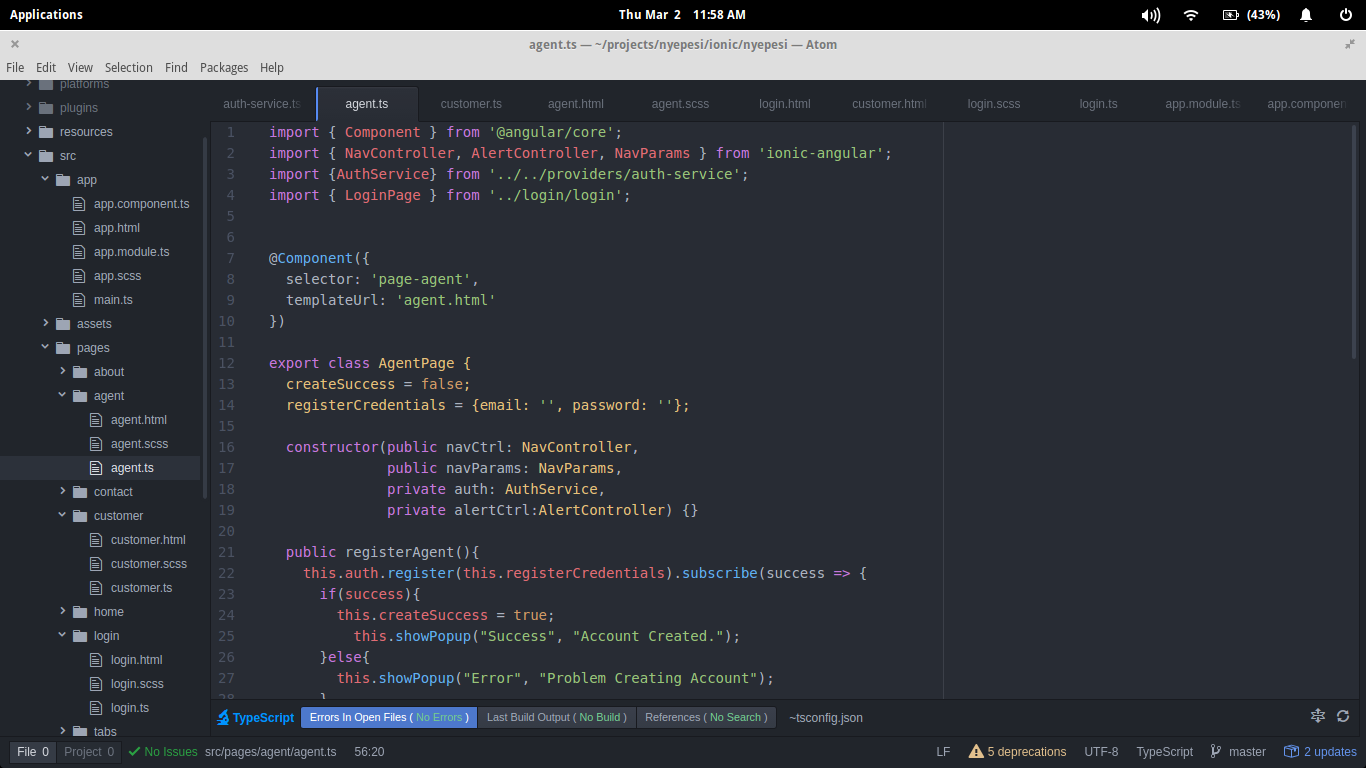 Applications
Thu Mar 2 11:58 AM
(43%)
agent.ts — ~/projects/nyepesi/ionic/nyepesi — Atom
File Edit View Selection Find Packages Help
platforms
plugins
resources
src
app
app.component.ts
app.html
app.module.ts
app.scss
main.ts
assets
pages
about
agent
agent.html
agent.scss
agent.ts
contact
customer
customer.html
customer.scss
customer.ts
home
login
login.html
login.scss
login.ts
tabs
auth-service.ts agent.ts customer.ts agent.html agent.scss login.html customer.html login.scss login.ts app.module.ts app.componen
1 import { Component } from '@angular/core';
2 import { NavController, AlertController, NavParams } from 'ionic-angular';
3 import {AuthService} from '../../providers/auth-service';
4 import { LoginPage } from '../login/login';
5
6
7 @Component({
8 selector: 'page-agent',
9 templateUrl: 'agent.html'
10 })
11
12 export class AgentPage {
13 createSuccess = false;
14 registerCredentials = {email: '', password: ''};
15
16 constructor(public navCtrl: NavController,
17 public navParams: NavParams,
18 private auth: AuthService,
19 private alertCtrl:AlertController) {}
20
21 public registerAgent(){
22 this.auth.register(this.registerCredentials).subscribe(success => {
23 if(success){
24 this.createSuccess = true;
25 this.showPopup("Success", "Account Created.");
26 }else{
27 this.showPopup("Error", "Problem Creating Account");
28 }
TypeScript Errors In Open Files ( No Errors ) Last Build Output ( No Build ) References ( No Search ) ~tsconfig.json
File 0 Project 0 No Issues src/pages/agent/agent.ts 56:20 LF 5 deprecations UTF-8 TypeScript master 2 updates